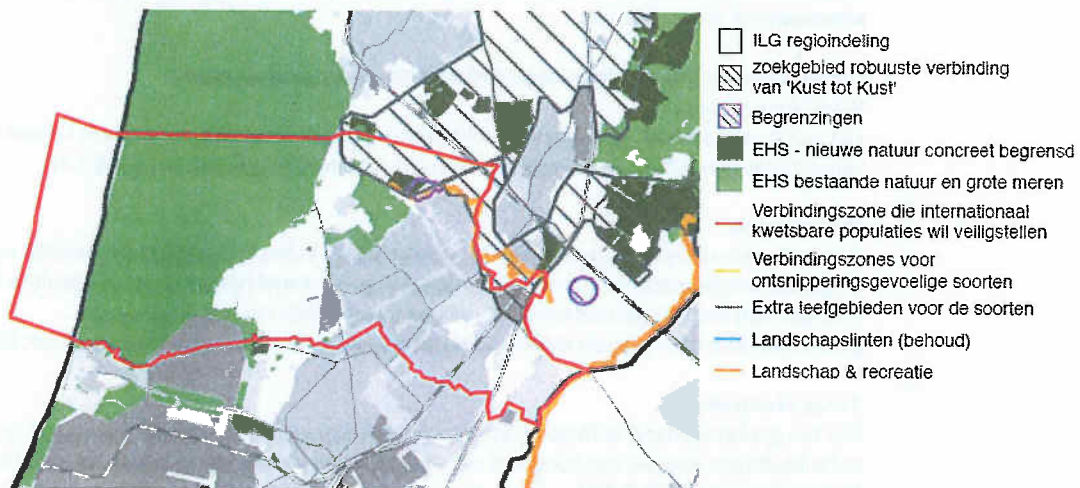 ILG regioindeling
zoekgebied robuuste verbinding
van 'Kust tot Kust'
Begrenzingen
EHS - nieuwe natuur concreet begrensd
EHS bestaande natuur en grote meren
Verbindingszone die internationaal
kwetsbare populaties wil veiligstellen
Verbindingszones voor
ontsnipperingsgevoelige soorten
Extra leefgebieden voor de soorten
Landschapslinten (behoud)
Landschap & recreatie